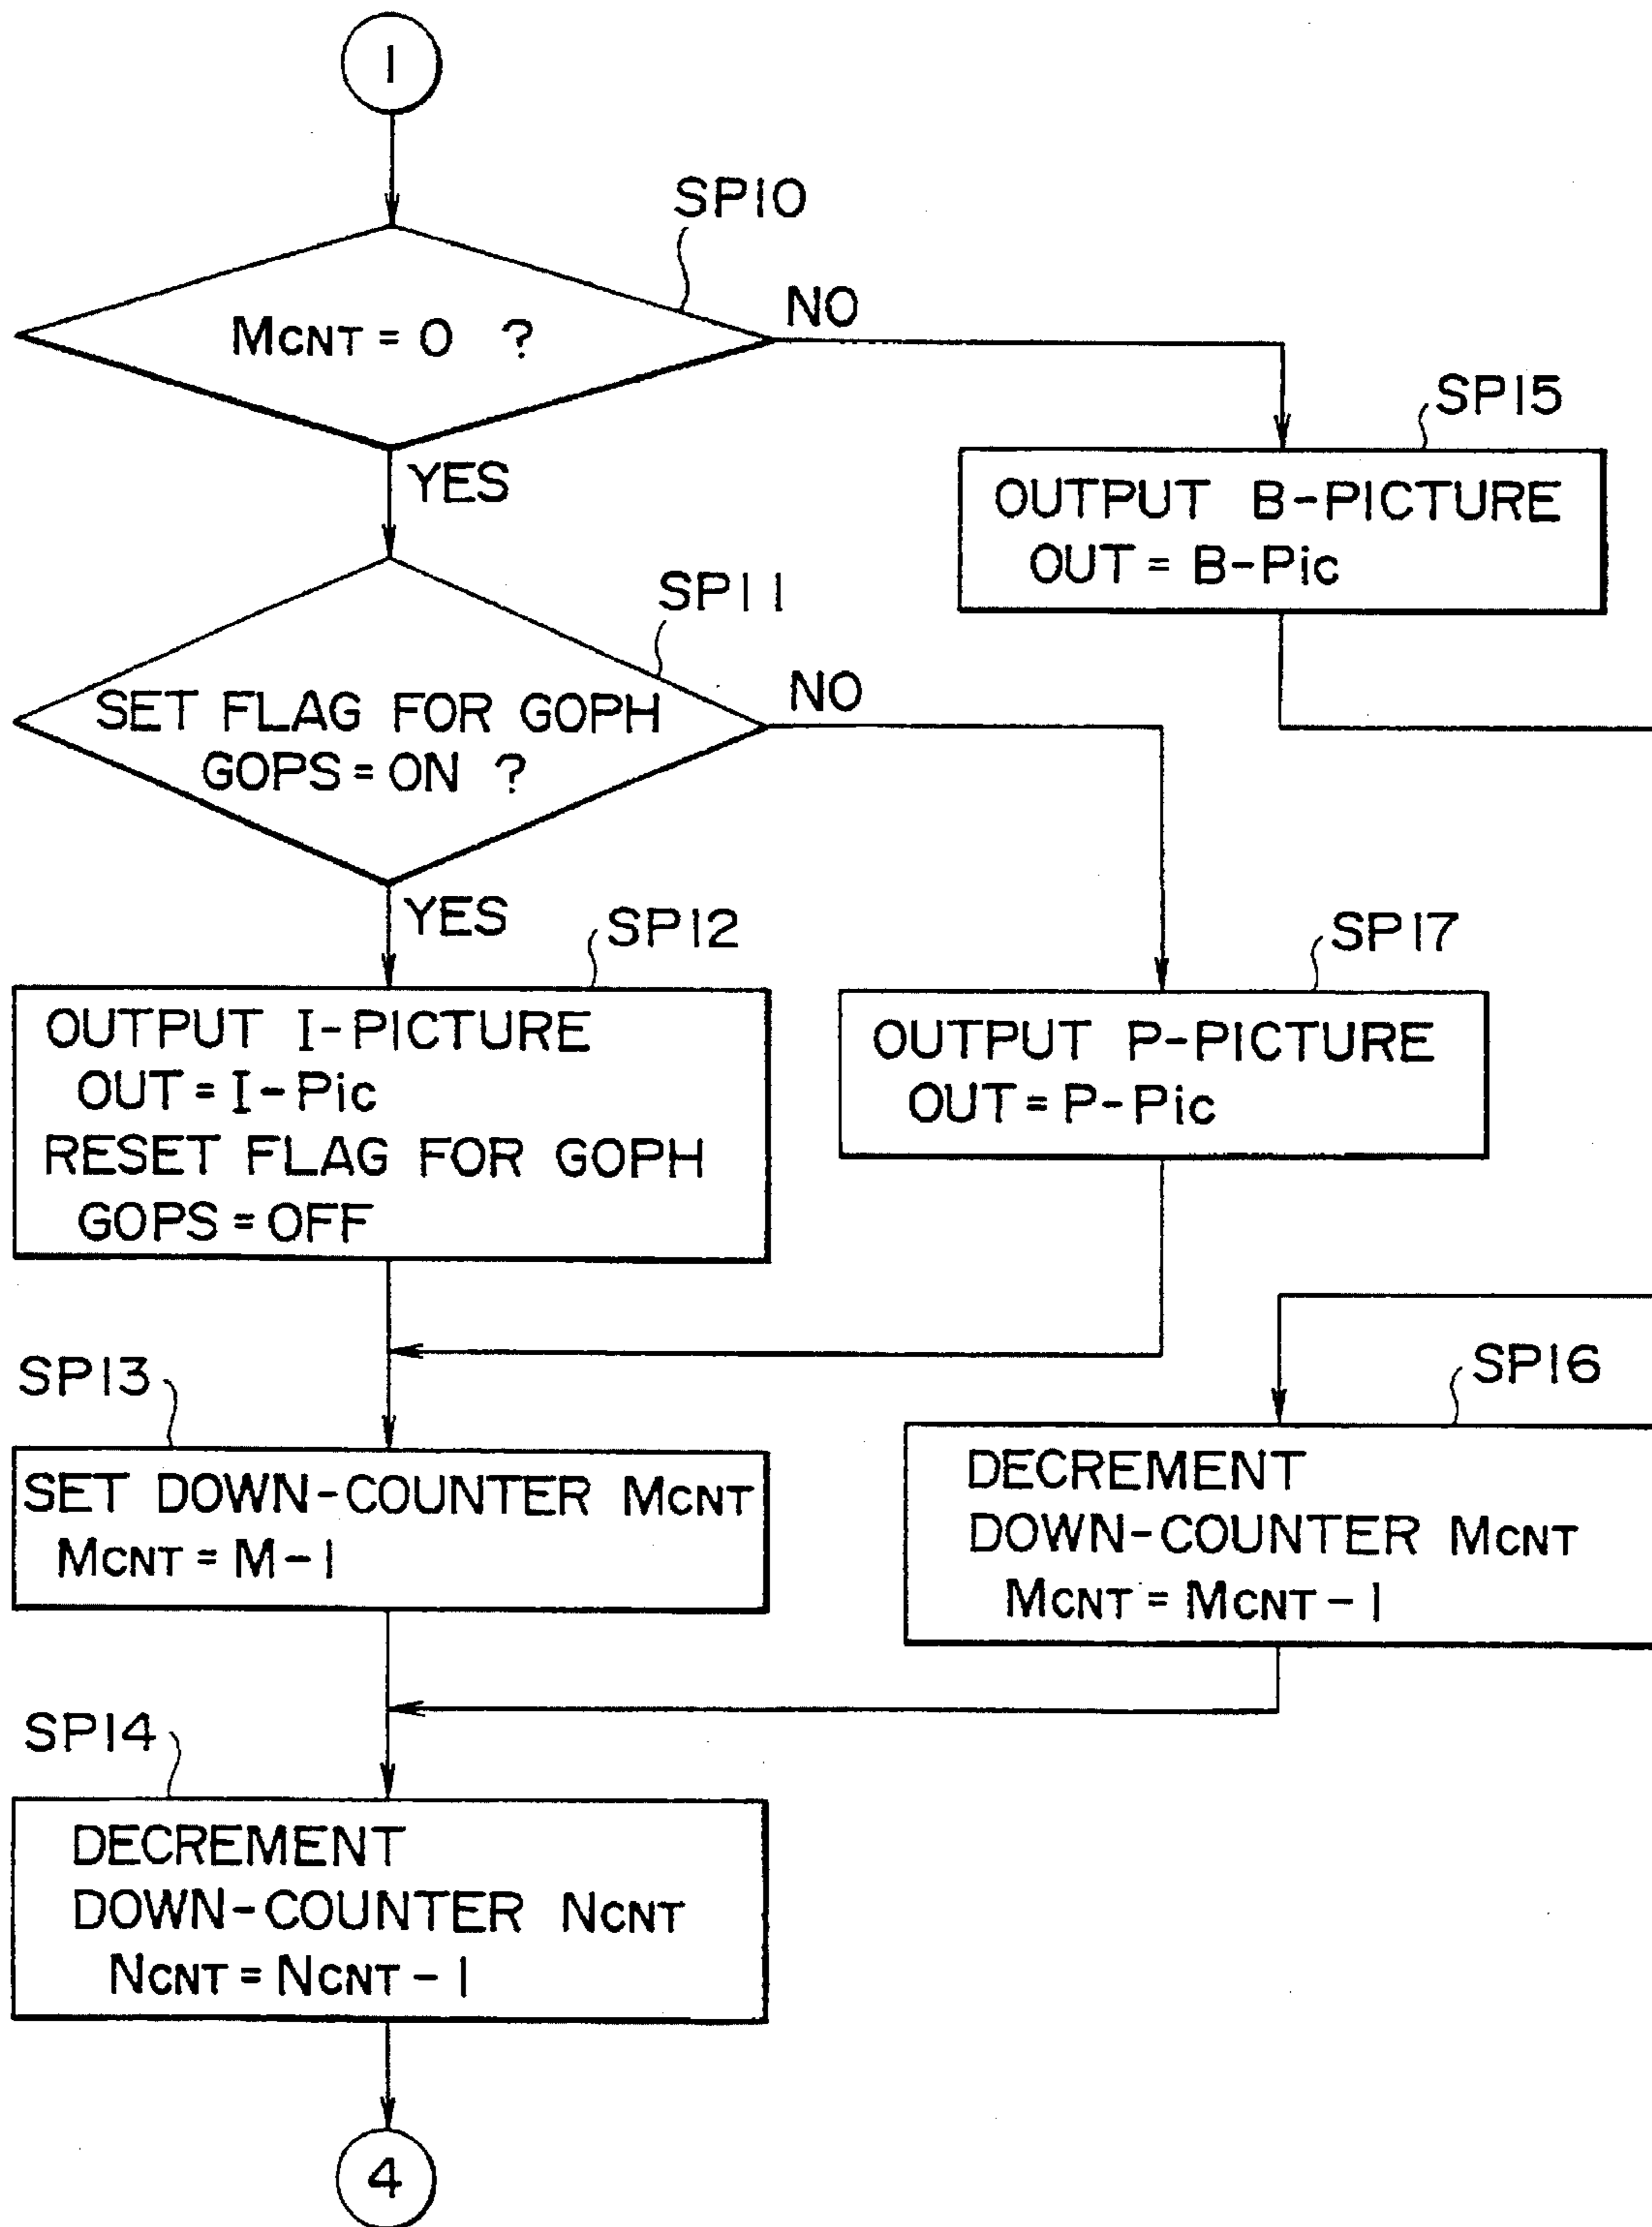 1
SP10
MCNT = 0 ?
NO
YES
SP15
OUTPUT B-PICTURE
OUT = B-Pic
SP11
SET FLAG FOR GOPH
GOPS = ON ?
NO
YES
SP12
OUTPUT I-PICTURE
OUT = I-Pic
RESET FLAG FOR GOPH
GOPS = OFF
SP17
OUTPUT P-PICTURE
OUT = P-Pic
SP13
SET DOWN-COUNTER MCNT
MCNT = M-1
SP16
DECREMENT
DOWN-COUNTER MCNT
MCNT = MCNT - 1
SP14
DECREMENT
DOWN-COUNTER NCNT
NCNT = NCNT - 1
4